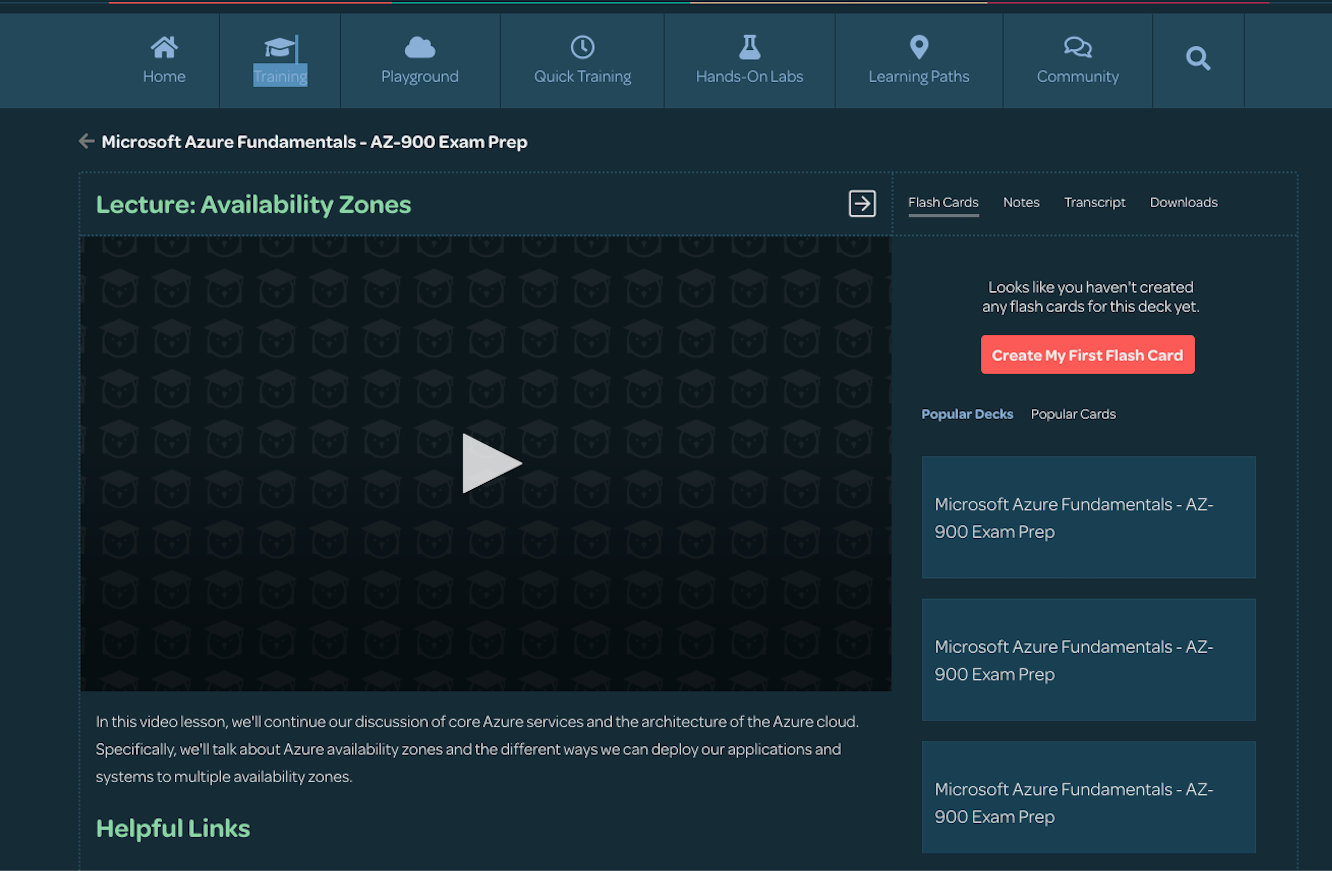 Home
Training
Playground
Quick Training
Hands-On Labs
Learning Paths
Community
Microsoft Azure Fundamentals - AZ-900 Exam Prep
Lecture: Availability Zones
Flash Cards
Notes
Transcript
Downloads
Looks like you haven't created
any flash cards for this deck yet.
Create My First Flash Card
Popular Decks
Popular Cards
Microsoft Azure Fundamentals - AZ-
900 Exam Prep
Microsoft Azure Fundamentals - AZ-
900 Exam Prep
Microsoft Azure Fundamentals - AZ-
900 Exam Prep
In this video lesson, we'll continue our discussion of core Azure services and the architecture of the Azure cloud.
Specifically, we'll talk about Azure availability zones and the different ways we can deploy our applications and
systems to multiple availability zones.
Helpful Links